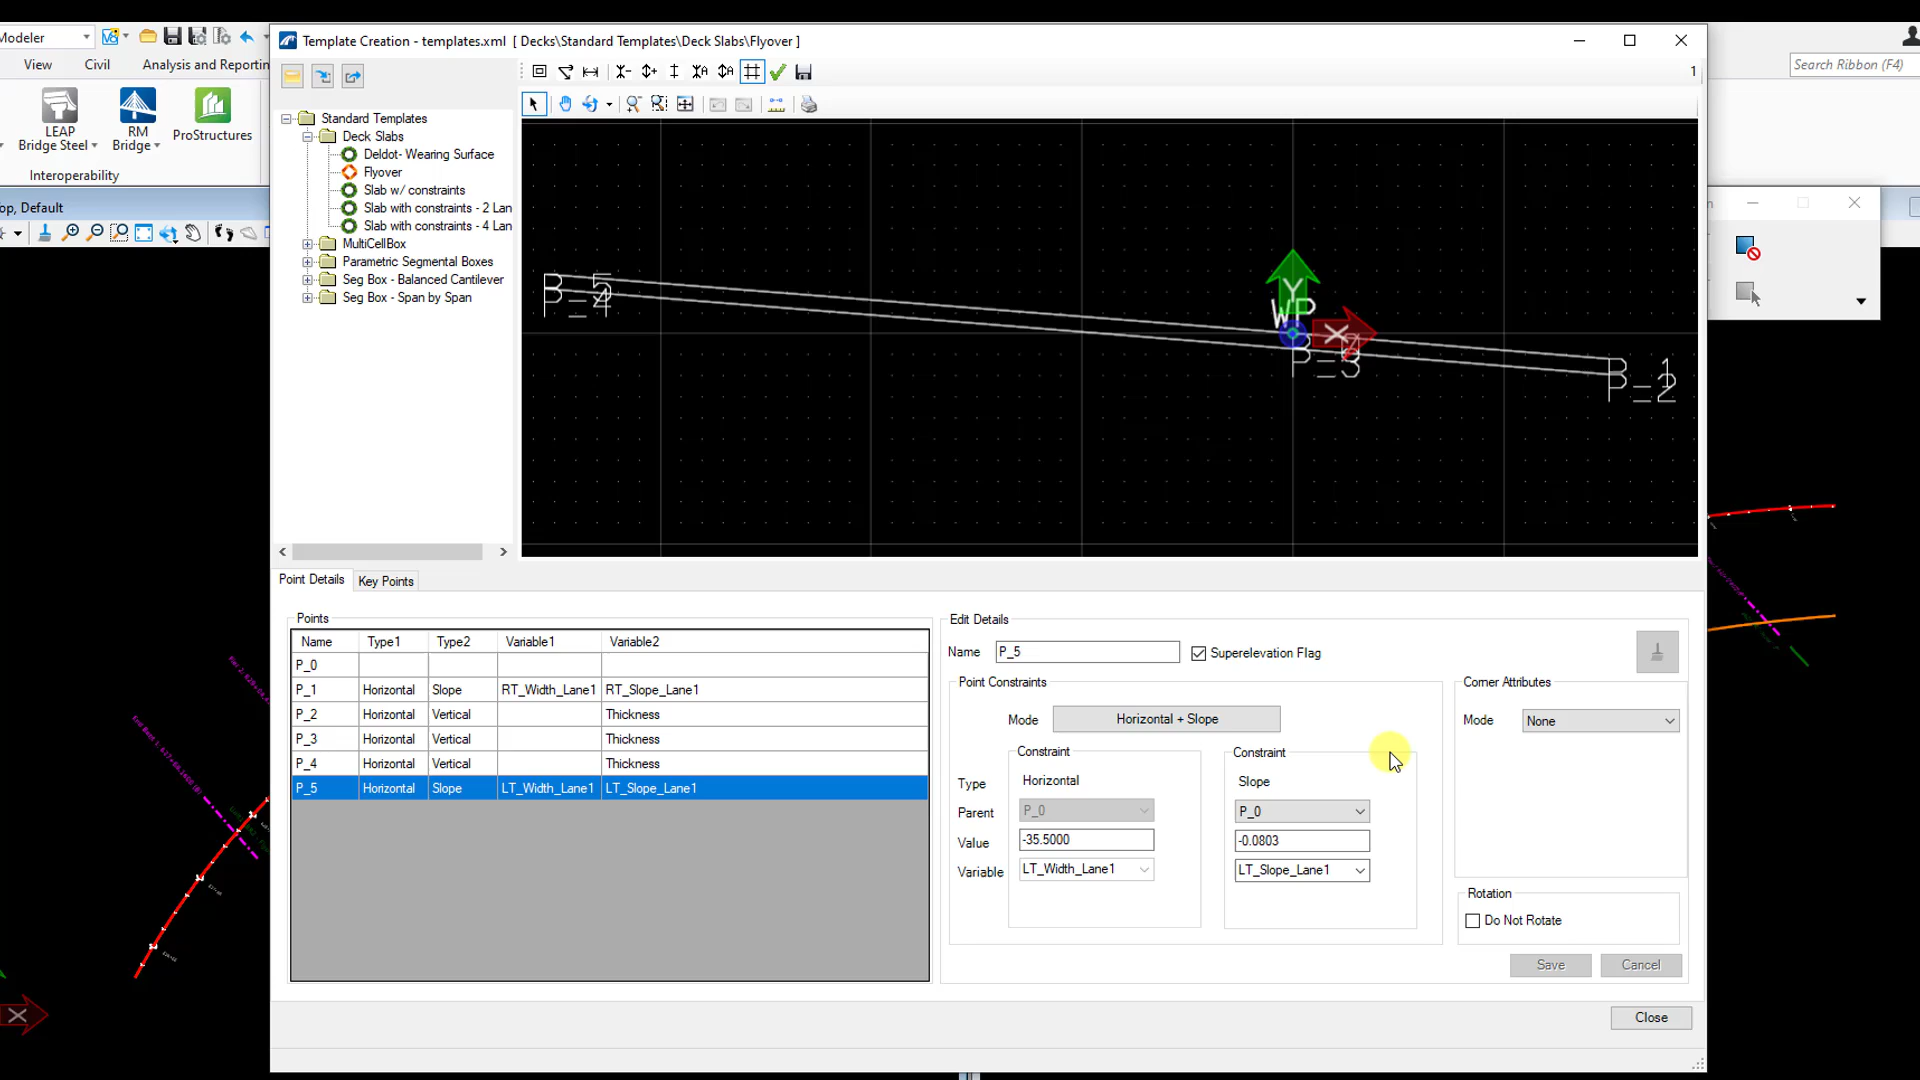 Modeler
Template Creation - templates.xml  [ Decks\Standard Templates\Deck Slabs\Flyover ]
View
Civil
Analysis and Reportin
Search Ribbon (F4)
1
LEAP
Bridge Steel
RM
Bridge
ProStructures
Interoperability
op, Default
Standard Templates
Deck Slabs
Deldot- Wearing Surface
Flyover
Slab w/ constraints
Slab with constraints - 2 Lan
Slab with constraints - 4 Lan
MultiCellBox
Parametric Segmental Boxes
Seg Box - Balanced Cantilever
Seg Box - Span by Span
P_5
P_4
Y
WP
X
P_3
P_1
P_2
Point Details
Key Points
Points
Name Type1 Type2 Variable1 Variable2
P_0
P_1 Horizontal Slope RT_Width_Lane1 RT_Slope_Lane1
P_2 Horizontal Vertical Thickness
P_3 Horizontal Vertical Thickness
P_4 Horizontal Vertical Thickness
P_5 Horizontal Slope LT_Width_Lane1 LT_Slope_Lane1
Edit Details
Name P_5 Superelevation Flag
Point Constraints
Mode Horizontal + Slope
Constraint Constraint
Type Horizontal Slope
Parent P_0 P_0
Value -35.5000 -0.0803
Variable LT_Width_Lane1 LT_Slope_Lane1
Corner Attributes
Mode None
Rotation
Do Not Rotate
Save Cancel
Close
X